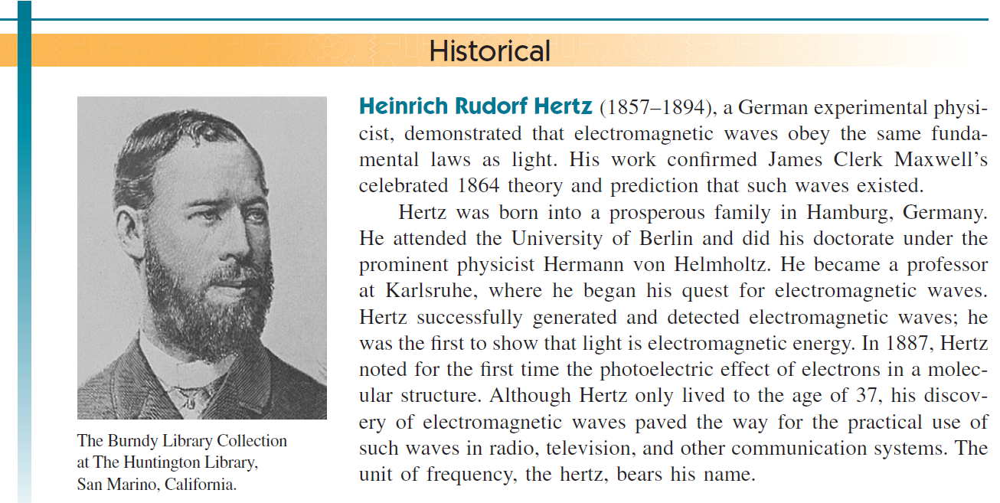 Historical
Heinrich Rudorf Hertz (1857–1894), a German experimental physi-
cist, demonstrated that electromagnetic waves obey the same funda-
mental laws as light. His work confirmed James Clerk Maxwell’s
celebrated 1864 theory and prediction that such waves existed.
Hertz was born into a prosperous family in Hamburg, Germany.
He attended the University of Berlin and did his doctorate under the
prominent physicist Hermann von Helmholtz. He became a professor
at Karlsruhe, where he began his quest for electromagnetic waves.
Hertz successfully generated and detected electromagnetic waves; he
was the first to show that light is electromagnetic energy. In 1887, Hertz
noted for the first time the photoelectric effect of electrons in a molec-
ular structure. Although Hertz only lived to the age of 37, his discov-
ery of electromagnetic waves paved the way for the practical use of
such waves in radio, television, and other communication systems. The
unit of frequency, the hertz, bears his name.
The Burndy Library Collection
at The Huntington Library,
San Marino, California.